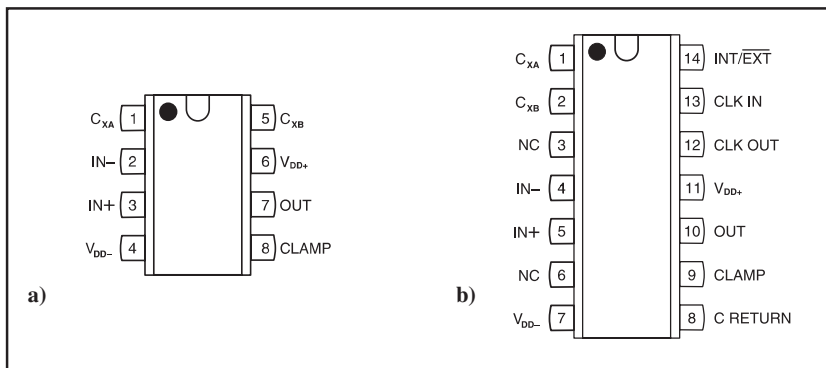 C_XA 1
IN– 2
IN+ 3
V_DD– 4
5 C_XB
6 V_DD+
7 OUT
8 CLAMP
a)
C_XA 1
C_XB 2
NC 3
IN– 4
IN+ 5
NC 6
V_DD– 7
14 INT/E̅X̅T̅
13 CLK IN
12 CLK OUT
11 V_DD+
10 OUT
9 CLAMP
8 C RETURN
b)